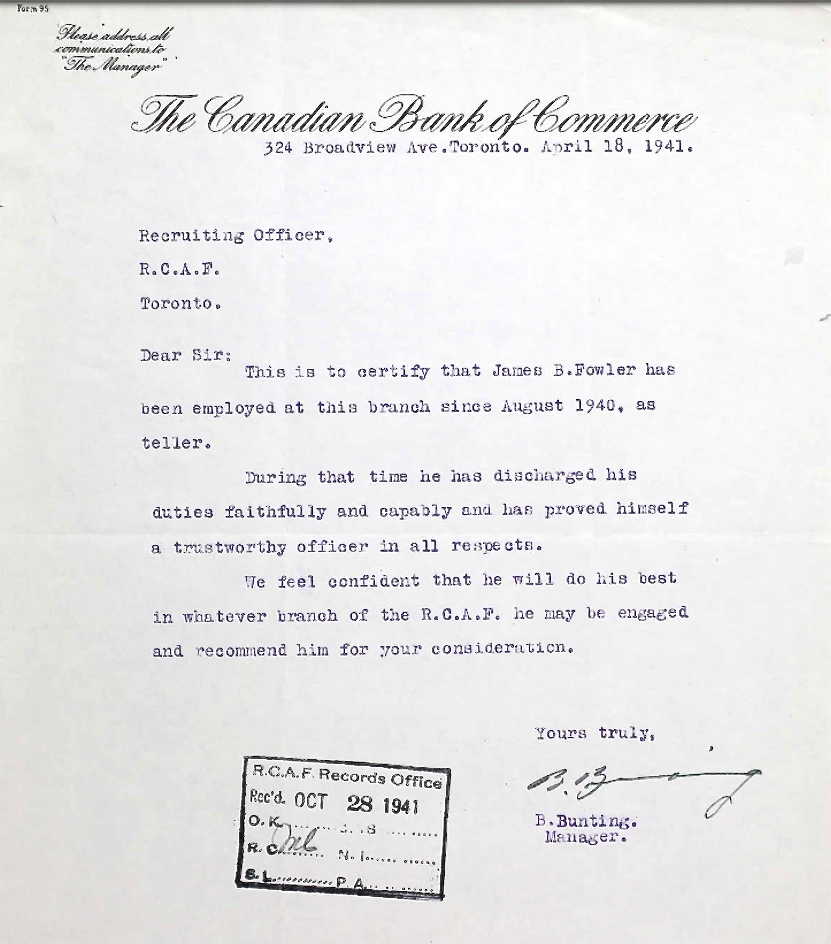 Form 95
Please address all
communications to
"The Manager"
The Canadian Bank of Commerce
324 Broadview Ave.Toronto. April 18, 1941.
Recruiting Officer,
R.C.A.F.
Toronto.
Dear Sir:
This is to certify that James B.Fowler has
been employed at this branch since August 1940, as
teller.
During that time he has discharged his
duties faithfully and capably and has proved himself
a trustworthy officer in all respects.
We feel confident that he will do his best
in whatever branch of the R.C.A.F. he may be engaged
and recommend him for your consideration.
Yours truly,
B. Bunting
B.Bunting.
Manager.
R.C.A.F. Records Office
Rec'd. OCT 28 1941
O.K.
R.C. N.I.
S.L. P.A.